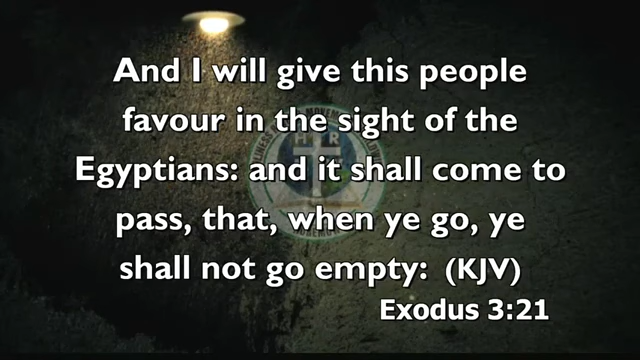 And I will give this people
favour in the sight of the
Egyptians: and it shall come to
pass, that, when ye go, ye
shall not go empty: (KJV)
Exodus 3:21